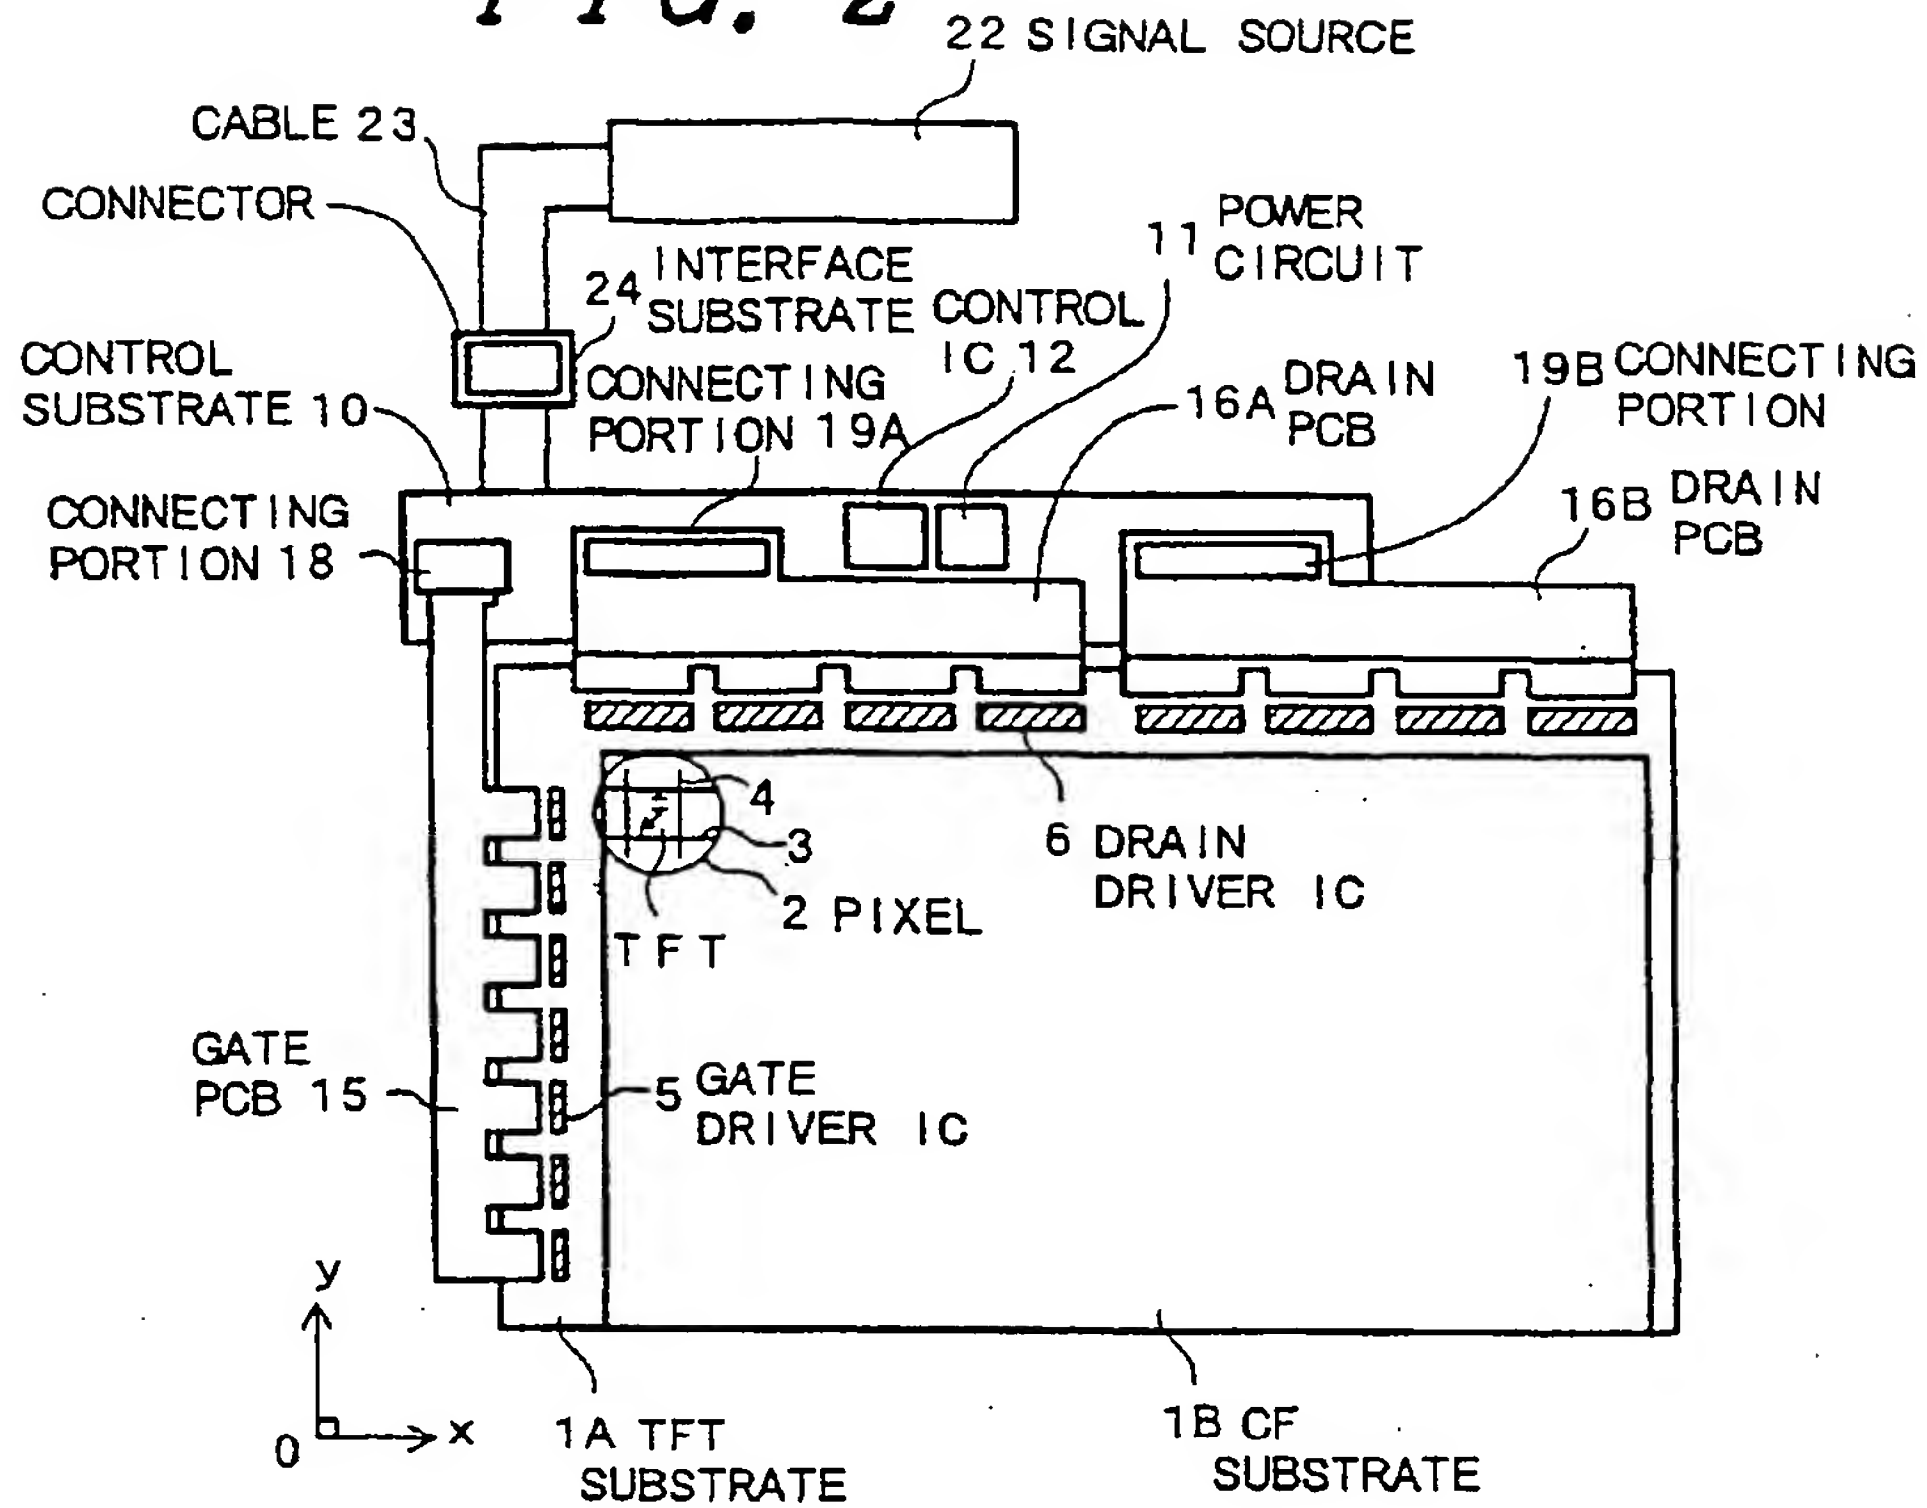 FIG. 2
22 SIGNAL SOURCE
CABLE 23
CONNECTOR
11 POWER
CIRCUIT
24 INTERFACE
SUBSTRATE
CONTROL
IC 12
CONTROL
SUBSTRATE 10
CONNECTING
PORTION 19A
16A DRAIN
PCB
19B CONNECTING
PORTION
CONNECTING
PORTION 18
16B DRAIN
PCB
4
3
2 PIXEL
TFT
6 DRAIN
DRIVER IC
GATE
PCB 15
5 GATE
DRIVER IC
y
0
x
1A TFT
SUBSTRATE
1B CF
SUBSTRATE